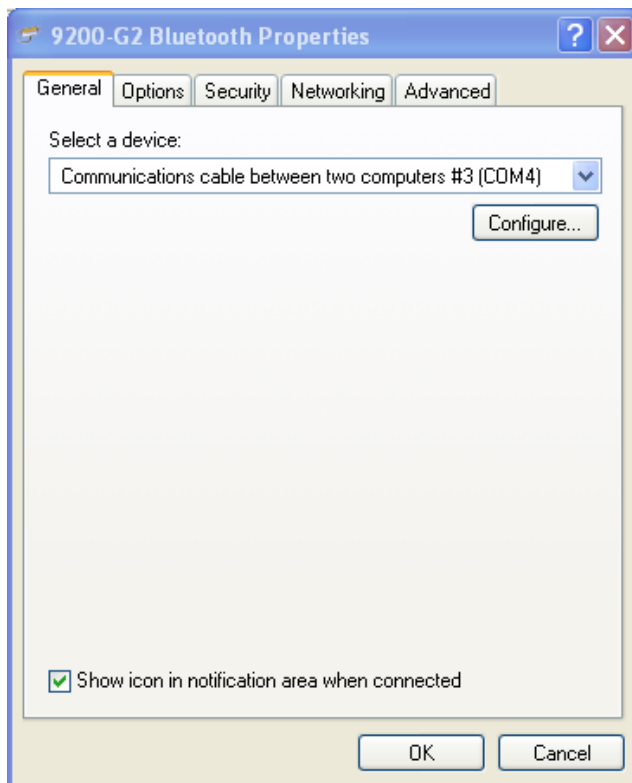 9200-G2 Bluetooth Properties
General Options Security Networking Advanced
Select a device:
Communications cable between two computers #3 (COM4)
Configure...
Show icon in notification area when connected
OK Cancel